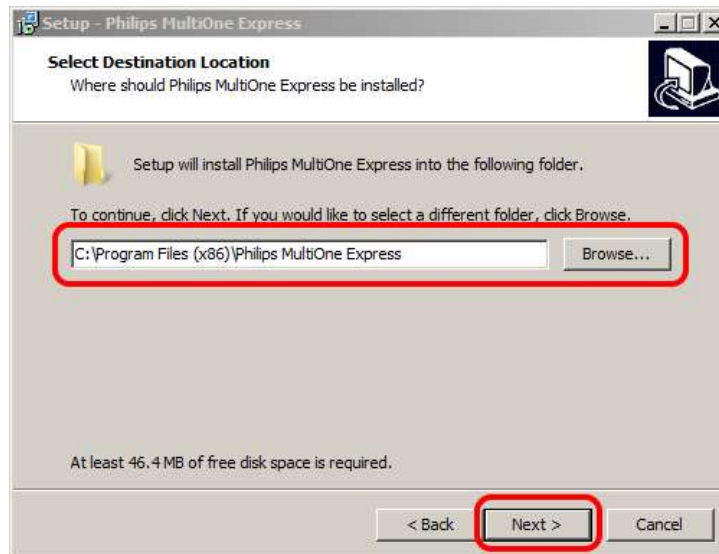 Setup - Philips MultiOne Express
Select Destination Location
Where should Philips MultiOne Express be installed?
Setup will install Philips MultiOne Express into the following folder.
To continue, click Next. If you would like to select a different folder, click Browse.
C:\Program Files (x86)\Philips MultiOne Express
Browse...
At least 46.4 MB of free disk space is required.
< Back Next > Cancel